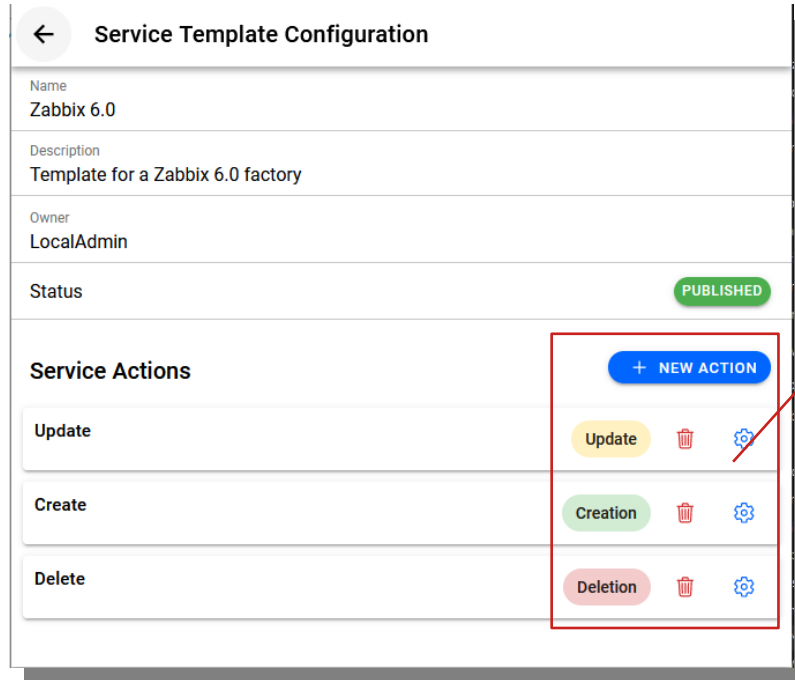 Service Template Configuration
Name
Zabbix 6.0
Description
Template for a Zabbix 6.0 factory
Owner
LocalAdmin
Status
PUBLISHED
Service Actions
+ NEW ACTION
Update
Update
Create
Creation
Delete
Deletion